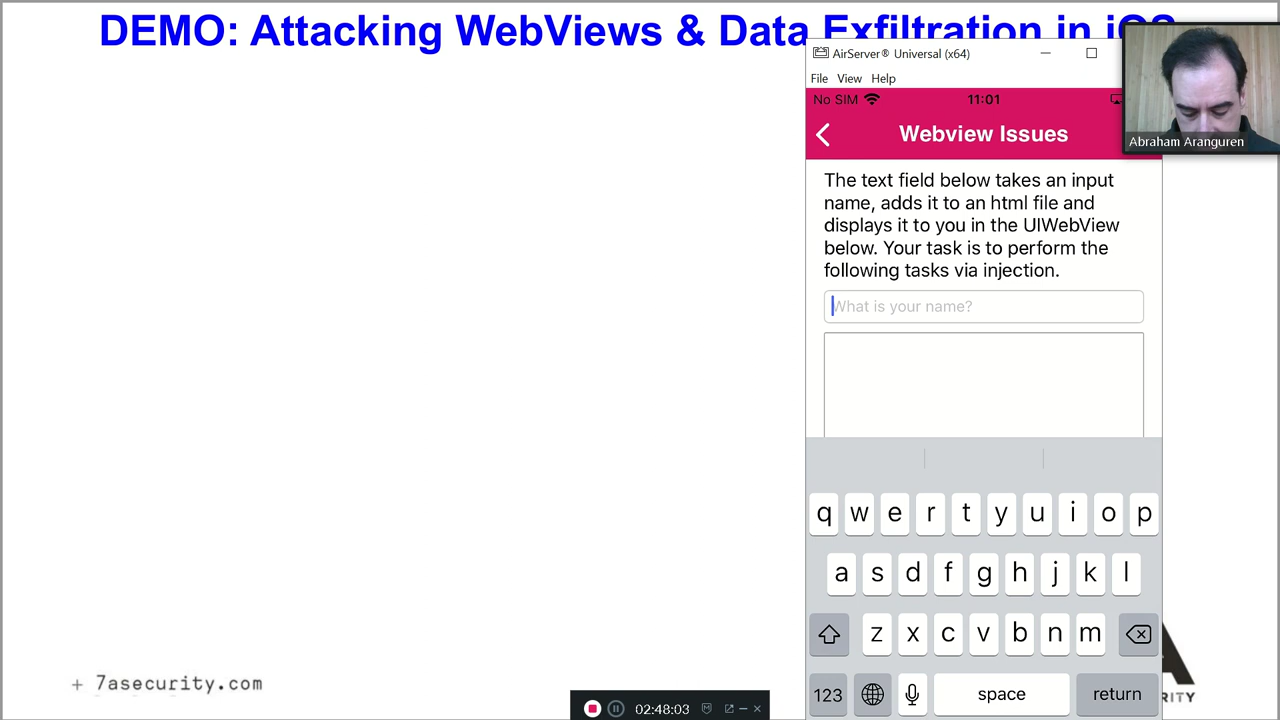 DEMO: Attacking WebViews & Data Exfiltration in iOS
AirServer® Universal (x64)
File View Help
No SIM 11:01
Webview Issues
Abraham Aranguren
The text field below takes an input
name, adds it to an html file and
displays it to you in the UIWebView
below. Your task is to perform the
following tasks via injection.
What is your name?
q w e r t y u i o p
a s d f g h j k l
z x c v b n m
123 space return
+ 7asecurity.com
A
RITY
02:48:03